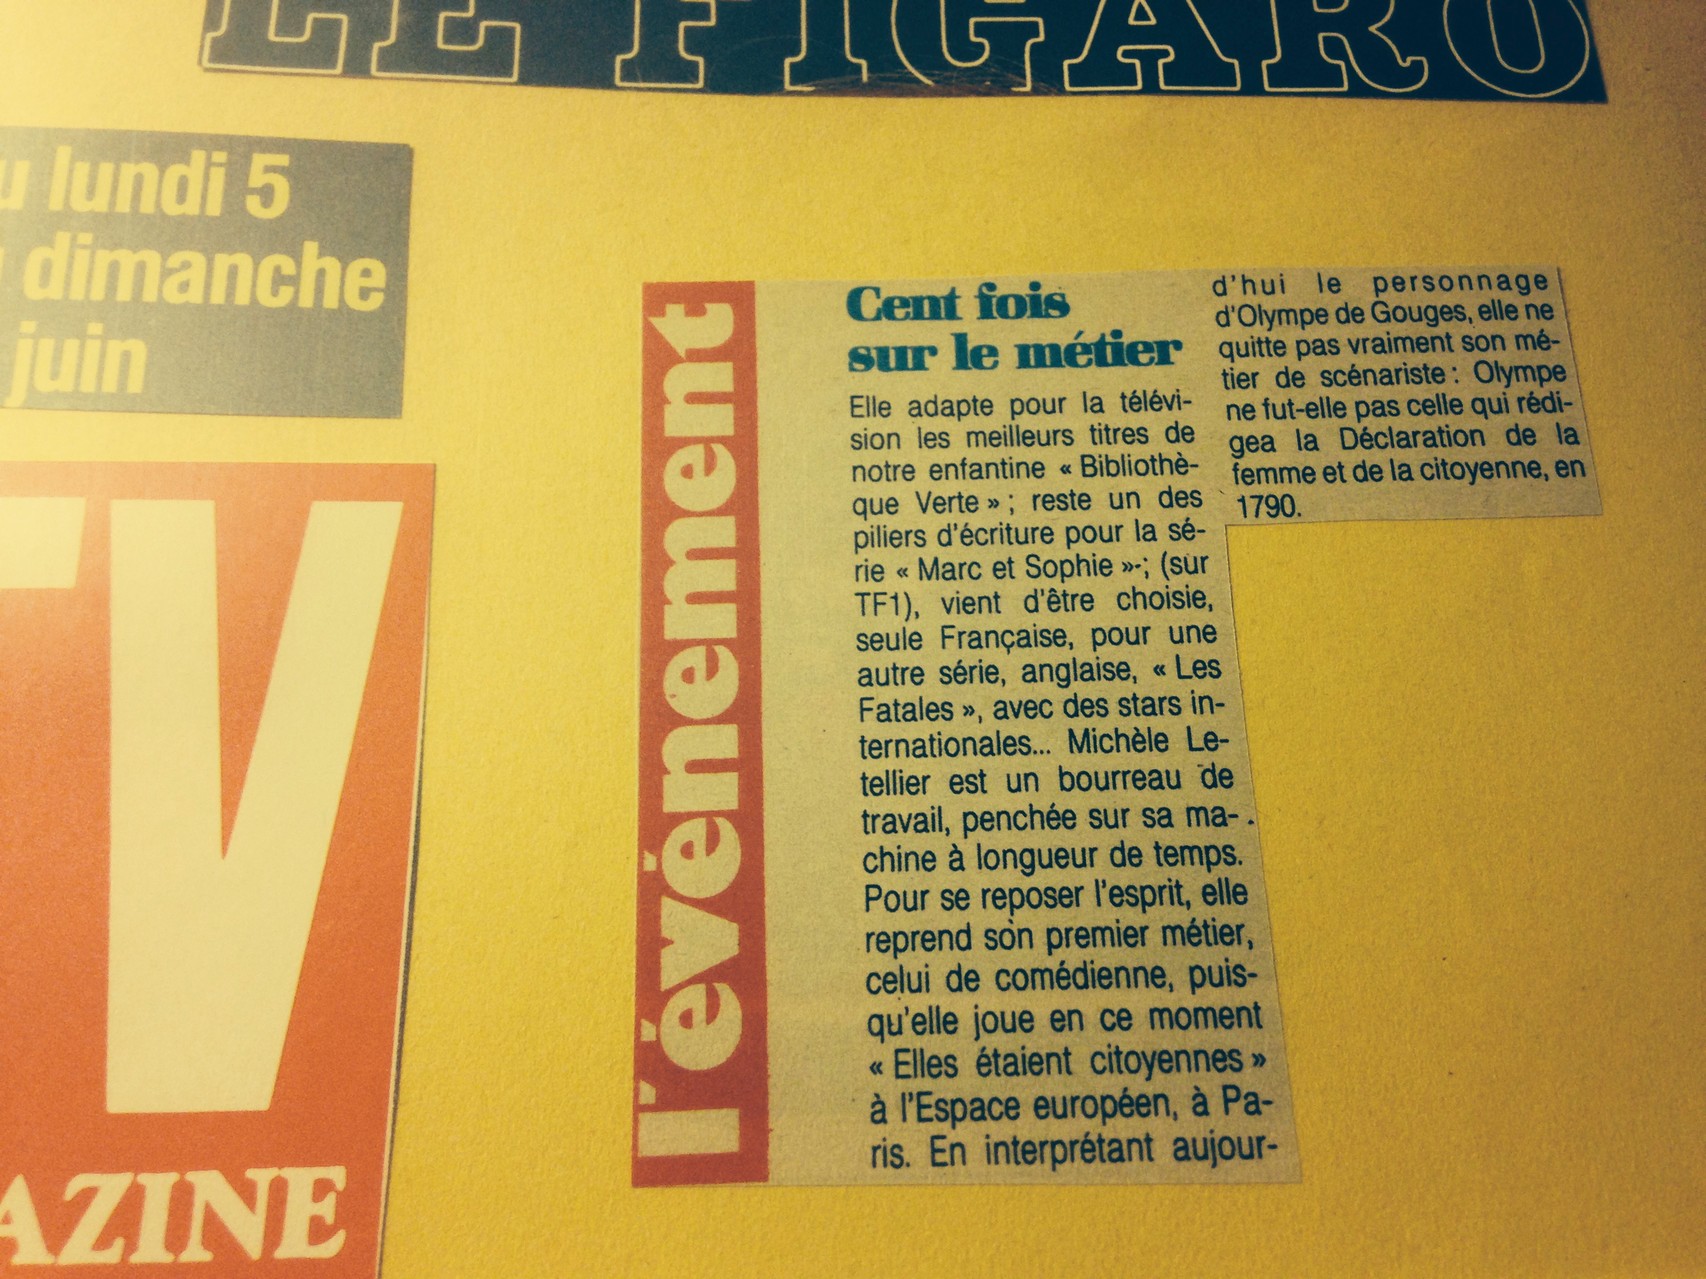 LE FIGARO
u lundi 5
dimanche
juin
TV
AZINE
l'événement
Cent fois
sur le métier
Elle adapte pour la télévi-
sion les meilleurs titres de
notre enfantine « Bibliothè-
que Verte » ; reste un des
piliers d'écriture pour la sé-
rie « Marc et Sophie »-; (sur
TF1), vient d'être choisie,
seule Française, pour une
autre série, anglaise, « Les
Fatales », avec des stars in-
ternationales... Michèle Le-
tellier est un bourreau de
travail, penchée sur sa ma-
chine à longueur de temps.
Pour se reposer l'esprit, elle
reprend son premier métier,
celui de comédienne, puis-
qu'elle joue en ce moment
« Elles étaient citoyennes »
à l'Espace européen, à Pa-
ris. En interprétant aujour-
d'hui le personnage
d'Olympe de Gouges, elle ne
quitte pas vraiment son mé-
tier de scénariste : Olympe
ne fut-elle pas celle qui rédi-
gea la Déclaration de la
femme et de la citoyenne, en
1790.